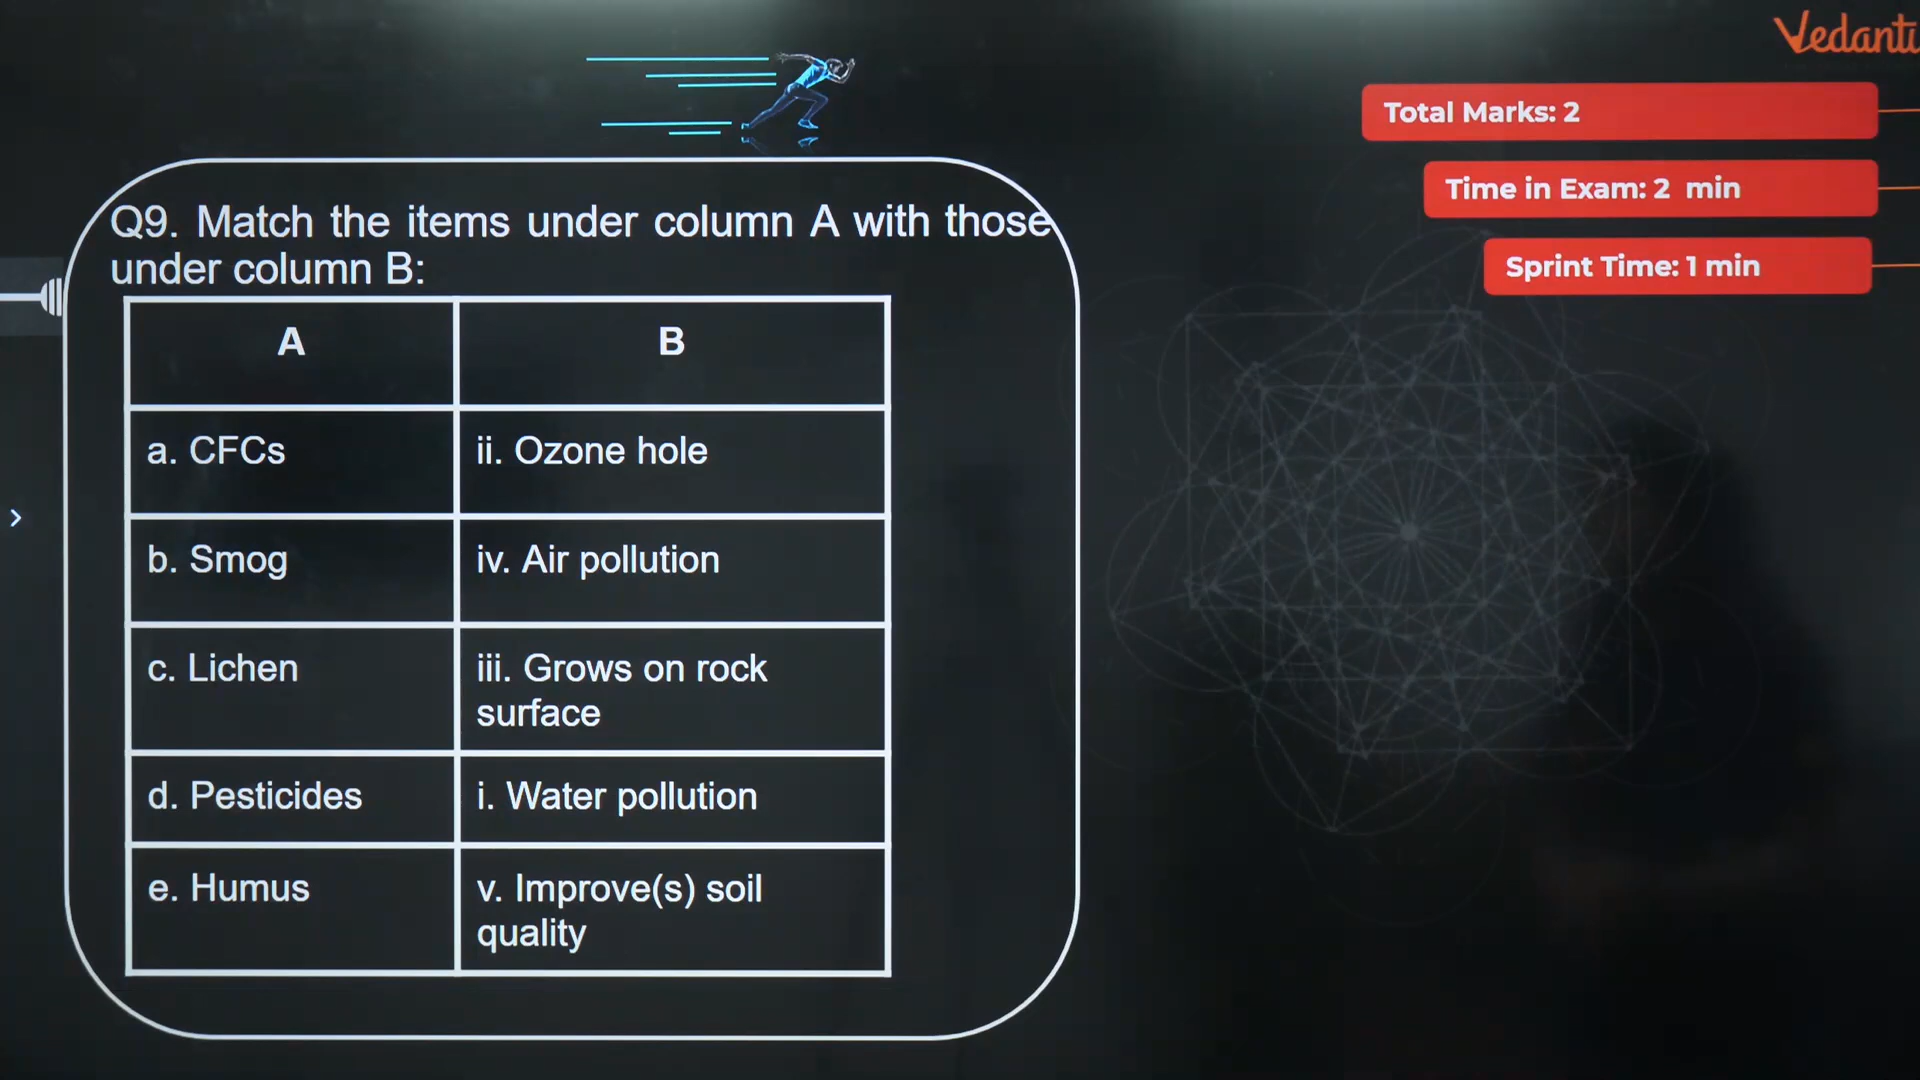 Vedantu
Total Marks: 2
Time in Exam: 2 min
Sprint Time: 1 min
Q9. Match the items under column A with those
under column B:
A B
a. CFCs ii. Ozone hole
b. Smog iv. Air pollution
c. Lichen iii. Grows on rock
surface
d. Pesticides i. Water pollution
e. Humus v. Improve(s) soil
quality